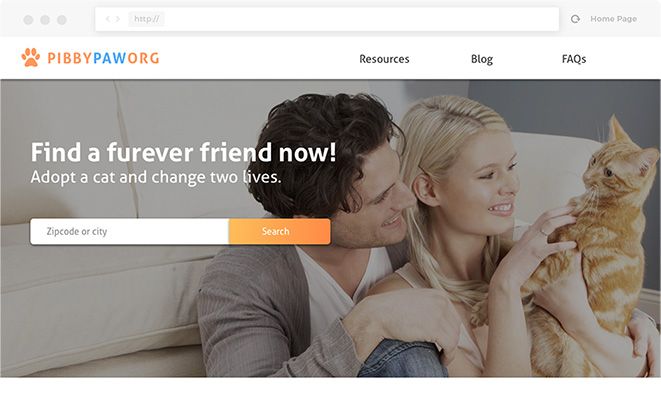 http://
Home Page
PIBBYPAWORG
Resources
Blog
FAQs
Find a furever friend now!
Adopt a cat and change two lives.
Zipcode or city
Search